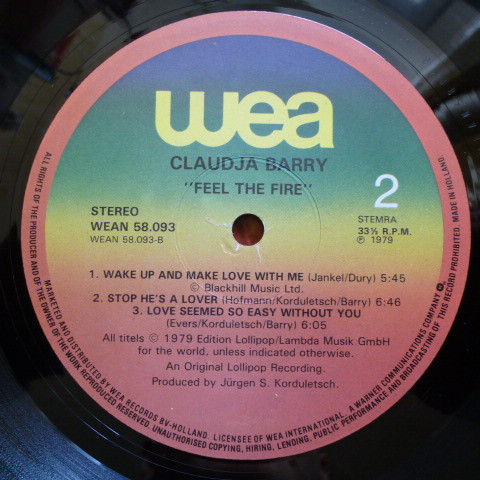 wea
CLAUDJA BARRY
"FEEL THE FIRE"
STEREO
WEAN 58.093
WEAN 58.093-B
2
STEMRA
33⅓ R.P.M.
℗ 1979
1. WAKE UP AND MAKE LOVE WITH ME (Jankel/Dury) 5:45
© Blackhill Music Ltd.
2. STOP HE'S A LOVER (Hofmann/Korduletsch/Barry) 6:46
3. LOVE SEEMED SO EASY WITHOUT YOU
(Evers/Korduletsch/Barry) 6:05
All titles © 1979 Edition Lollipop/Lambda Musik GmbH
for the world, unless indicated otherwise.
An Original Lollipop Recording.
Produced by Jürgen S. Korduletsch.
ALL RIGHTS OF THE PRODUCER AND OF THE OWNER OF THE WORK REPRODUCED RESERVED. UNAUTHORISED COPYING, HIRING, LENDING, PUBLIC PERFORMANCE AND BROADCASTING OF THIS RECORD PROHIBITED. MADE IN HOLLAND.
MARKETED AND DISTRIBUTED BY WEA RECORDS BV-HOLLAND LICENSEE OF WEA INTERNATIONAL. A WARNER COMMUNICATIONS COMPANY